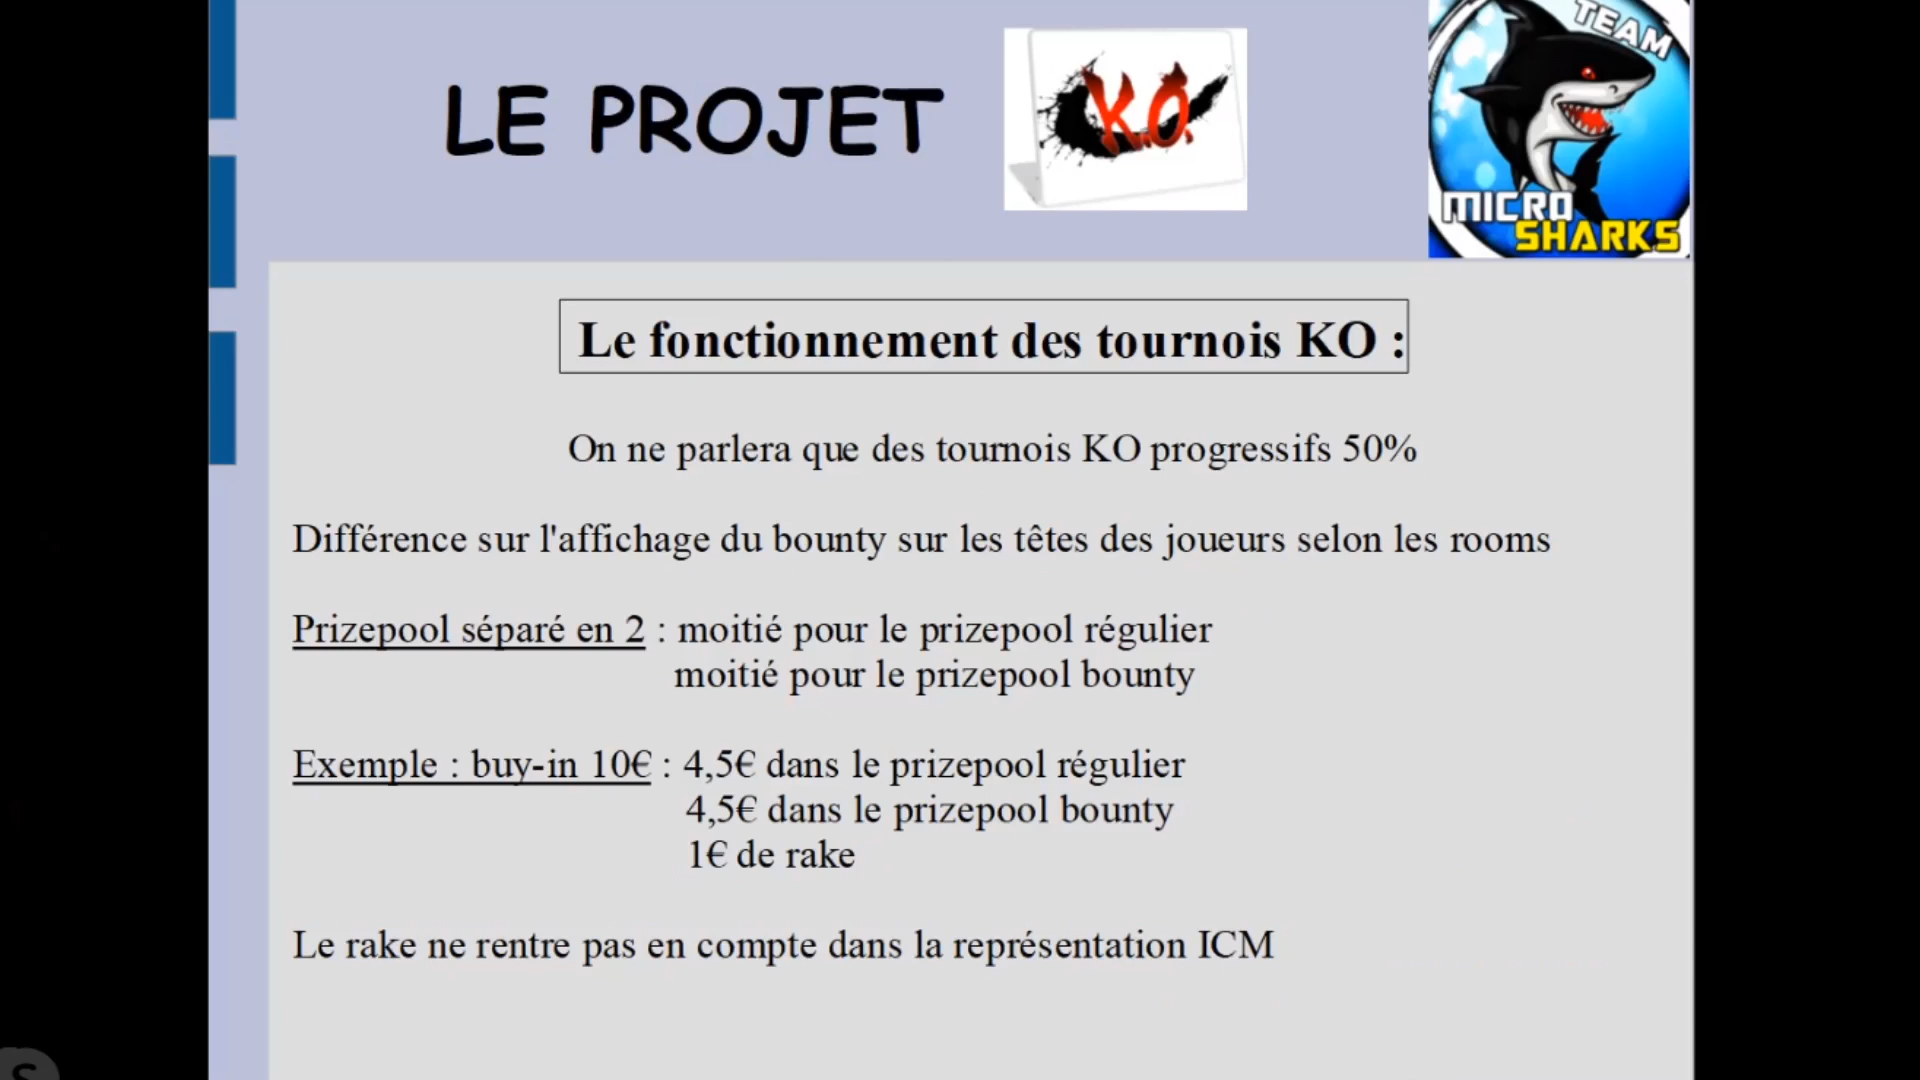 LE PROJET
K.O.
TEAM
MICRO
SHARKS
Le fonctionnement des tournois KO :
On ne parlera que des tournois KO progressifs 50%
Différence sur l'affichage du bounty sur les têtes des joueurs selon les rooms
Prizepool séparé en 2 : moitié pour le prizepool régulier
moitié pour le prizepool bounty
Exemple : buy-in 10€ : 4,5€ dans le prizepool régulier
4,5€ dans le prizepool bounty
1€ de rake
Le rake ne rentre pas en compte dans la représentation ICM
S